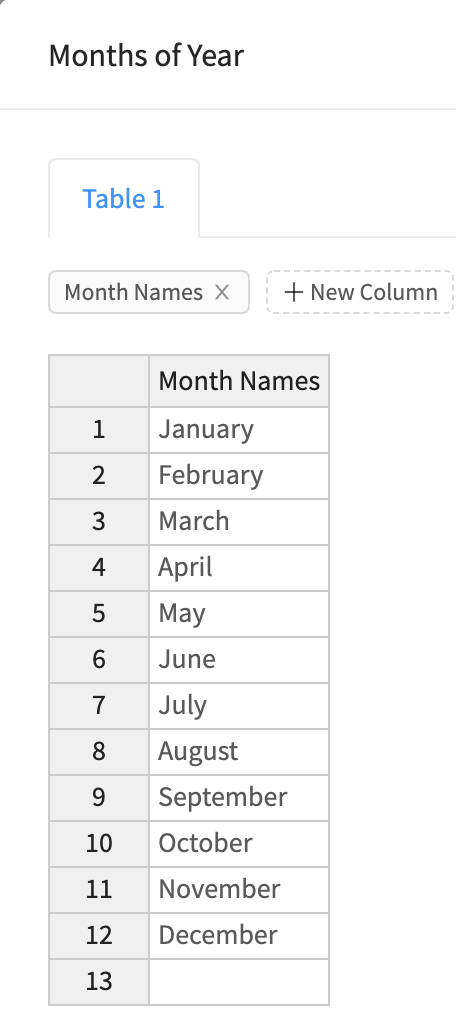 Months of Year
Table 1
Month Names
New Column
Month Names
1 January
2 February
3 March
4 April
5 May
6 June
7 July
8 August
9 September
10 October
11 November
12 December
13